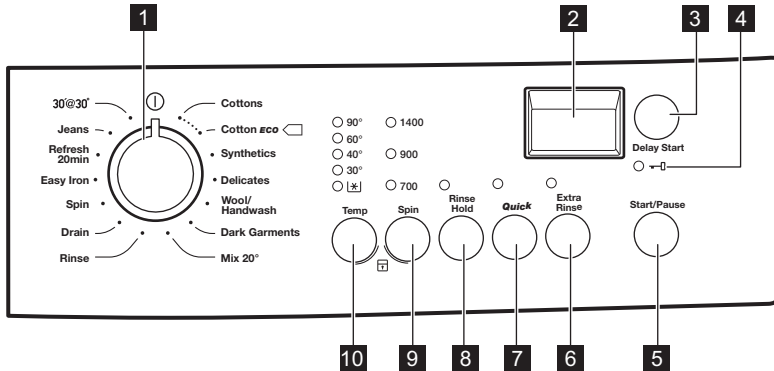 1
2
3
4
30'@30°
Jeans
Refresh
20min
Easy Iron
Spin
Drain
Rinse
Cottons
Cotton ECO
Synthetics
Delicates
Wool/
Handwash
Dark Garments
Mix 20°
90°
60°
40°
30°
1400
900
700
Delay Start
Temp
Spin
Rinse
Hold
Quick
Extra
Rinse
Start/Pause
10
9
8
7
6
5